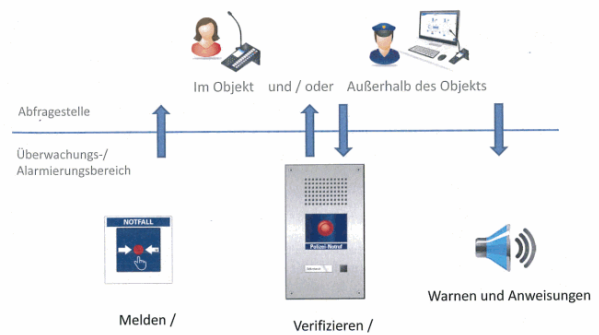 Im Objekt und / oder Außerhalb des Objekts
Abfragestelle
Überwachungs-/
Alarmierungsbereich
NOTFALL
Polizei-Notruf
Warnen und Anweisungen
Melden /
Verifizieren /